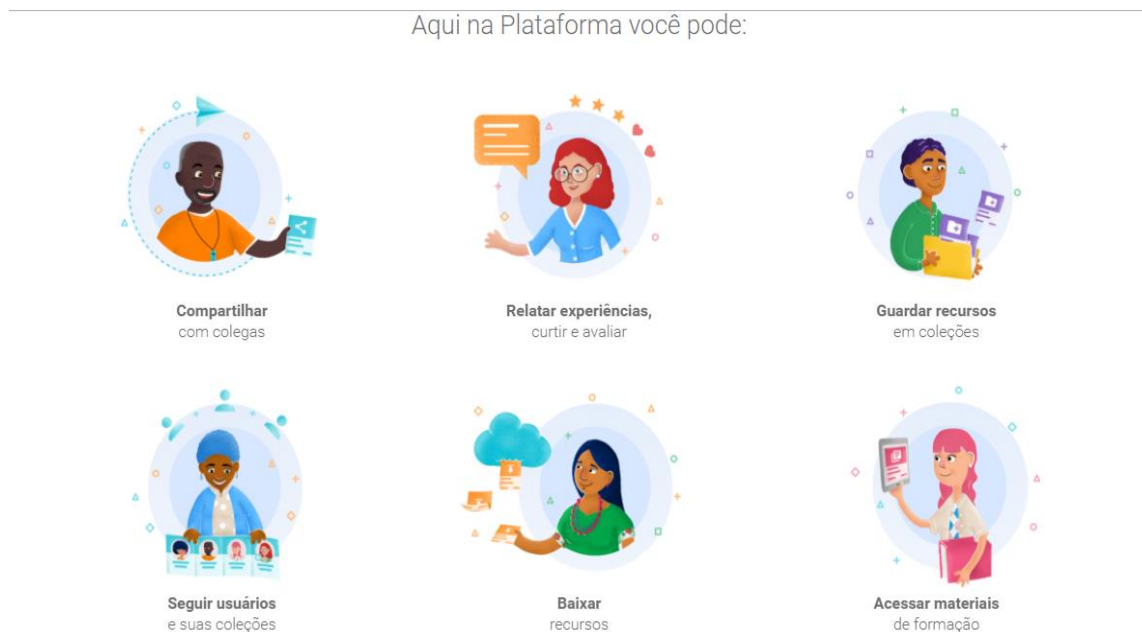 Aqui na Plataforma você pode:
Compartilhar
com colegas
Relatar experiências,
curtir e avaliar
Guardar recursos
em coleções
Seguir usuários
e suas coleções
Baixar
recursos
Acessar materiais
de formação